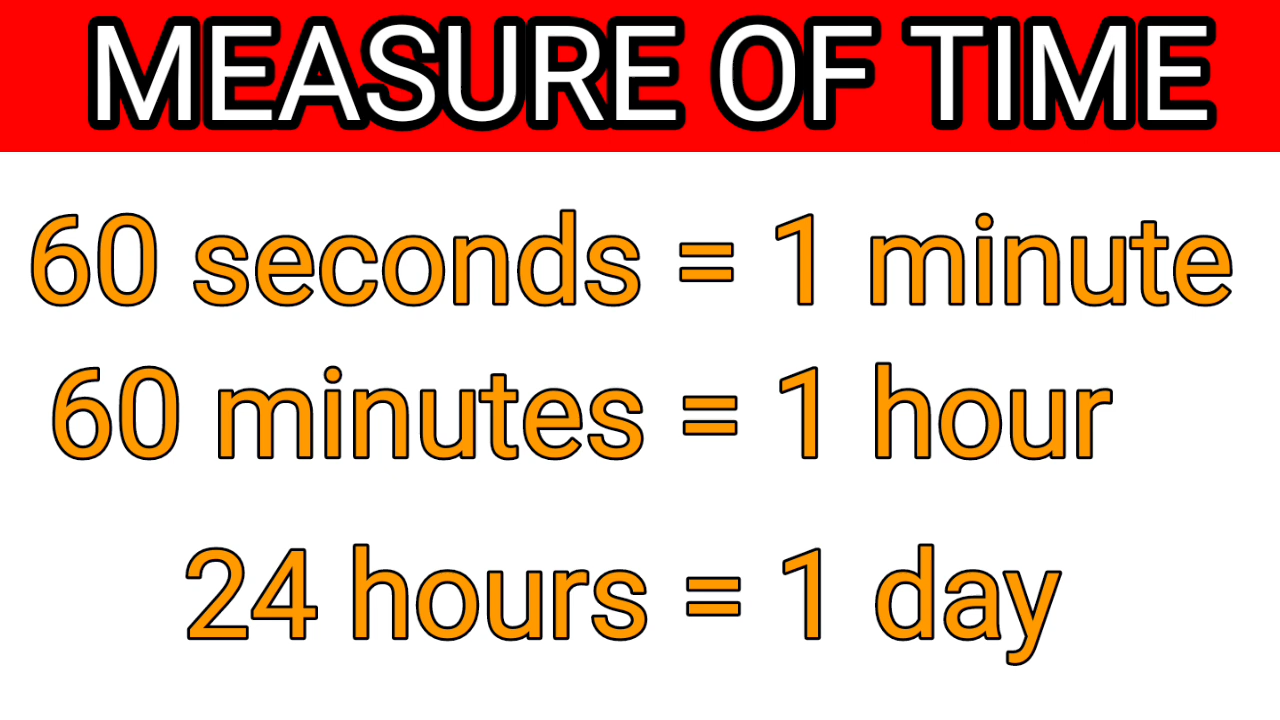 MEASURE OF TIME
60 seconds = 1 minute
60 minutes = 1 hour
24 hours = 1 day